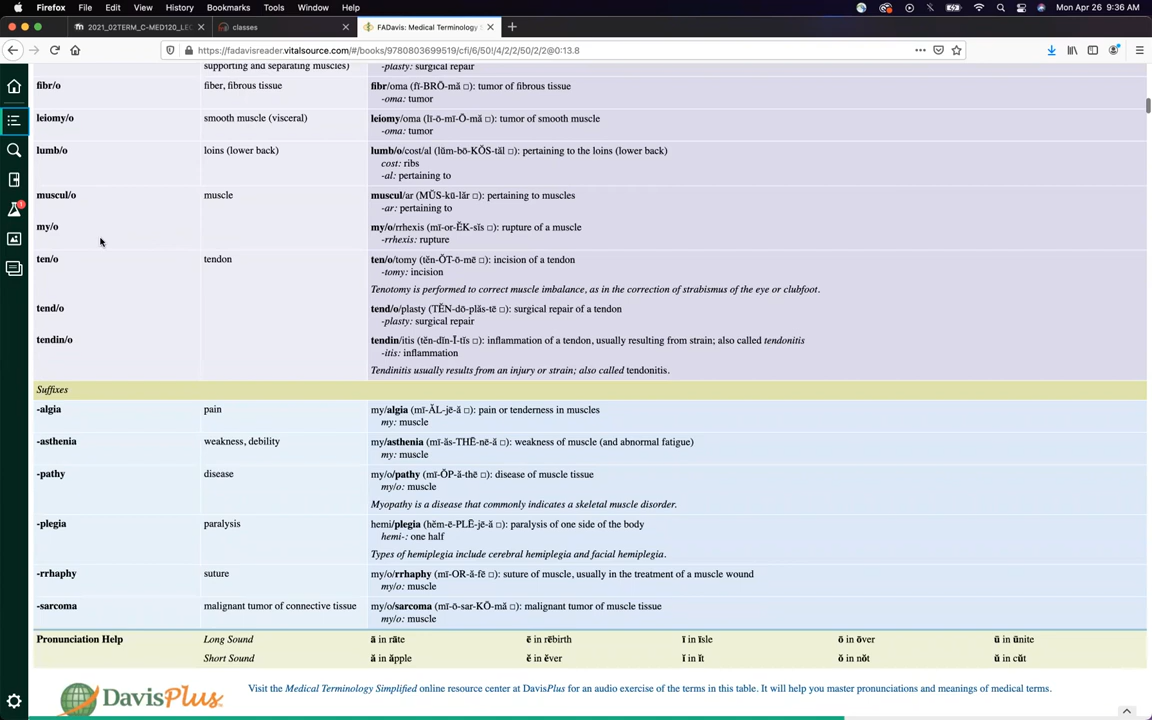 Firefox File Edit View History Bookmarks Tools Window Help Mon Apr 26 9:36 AM
2021_02TERM_C-MED120_LEC classes FADavis: Medical Terminology S
https://fadavisreader.vitalsource.com/#/books/9780803699519/cfi/6/50!/4/2/2/50/2/2@0:13.8
supporting and separating muscles) -plasty: surgical repair
fibr/o fiber, fibrous tissue fibr/oma (fī-BRŌ-mă): tumor of fibrous tissue
-oma: tumor
leiomy/o smooth muscle (visceral) leiomy/oma (lī-ō-mī-Ō-mă): tumor of smooth muscle
-oma: tumor
lumb/o loins (lower back) lumb/o/cost/al (lŭm-bō-KŎS-tăl): pertaining to the loins (lower back)
cost: ribs
-al: pertaining to
muscul/o muscle muscul/ar (MŬS-kū-lăr): pertaining to muscles
-ar: pertaining to
my/o my/o/rrhexis (mī-or-ĔK-sĭs): rupture of a muscle
-rrhexis: rupture
ten/o tendon ten/o/tomy (tĕn-ŎT-ō-mē): incision of a tendon
-tomy: incision
Tenotomy is performed to correct muscle imbalance, as in the correction of strabismus of the eye or clubfoot.
tend/o tend/o/plasty (TĔN-dō-plăs-tē): surgical repair of a tendon
-plasty: surgical repair
tendin/o tendin/itis (tĕn-dĭn-Ī-tĭs): inflammation of a tendon, usually resulting from strain; also called tendonitis
-itis: inflammation
Tendinitis usually results from an injury or strain; also called tendonitis.
Suffixes
-algia pain my/algia (mī-ĂL-jē-ă): pain or tenderness in muscles
my: muscle
-asthenia weakness, debility my/asthenia (mī-ăs-THĒ-nē-ă): weakness of muscle (and abnormal fatigue)
my: muscle
-pathy disease my/o/pathy (mī-ŎP-ă-thē): disease of muscle tissue
my/o: muscle
Myopathy is a disease that commonly indicates a skeletal muscle disorder.
-plegia paralysis hemi/plegia (hĕm-ē-PLĒ-jē-ă): paralysis of one side of the body
hemi-: one half
Types of hemiplegia include cerebral hemiplegia and facial hemiplegia.
-rrhaphy suture my/o/rrhaphy (mī-OR-ă-fē): suture of muscle, usually in the treatment of a muscle wound
my/o: muscle
-sarcoma malignant tumor of connective tissue my/o/sarcoma (mī-ō-sar-KŌ-mă): malignant tumor of muscle tissue
my/o: muscle
Pronunciation Help Long Sound ā in rāte ē in rēbirth ī in īsle ō in ōver ū in ūnite
Short Sound ă in ăpple ĕ in ĕver ĭ in ĭt ŏ in nŏt ŭ in cŭt
DavisPlus Visit the Medical Terminology Simplified online resource center at DavisPlus for an audio exercise of the terms in this table. It will help you master pronunciations and meanings of medical terms.